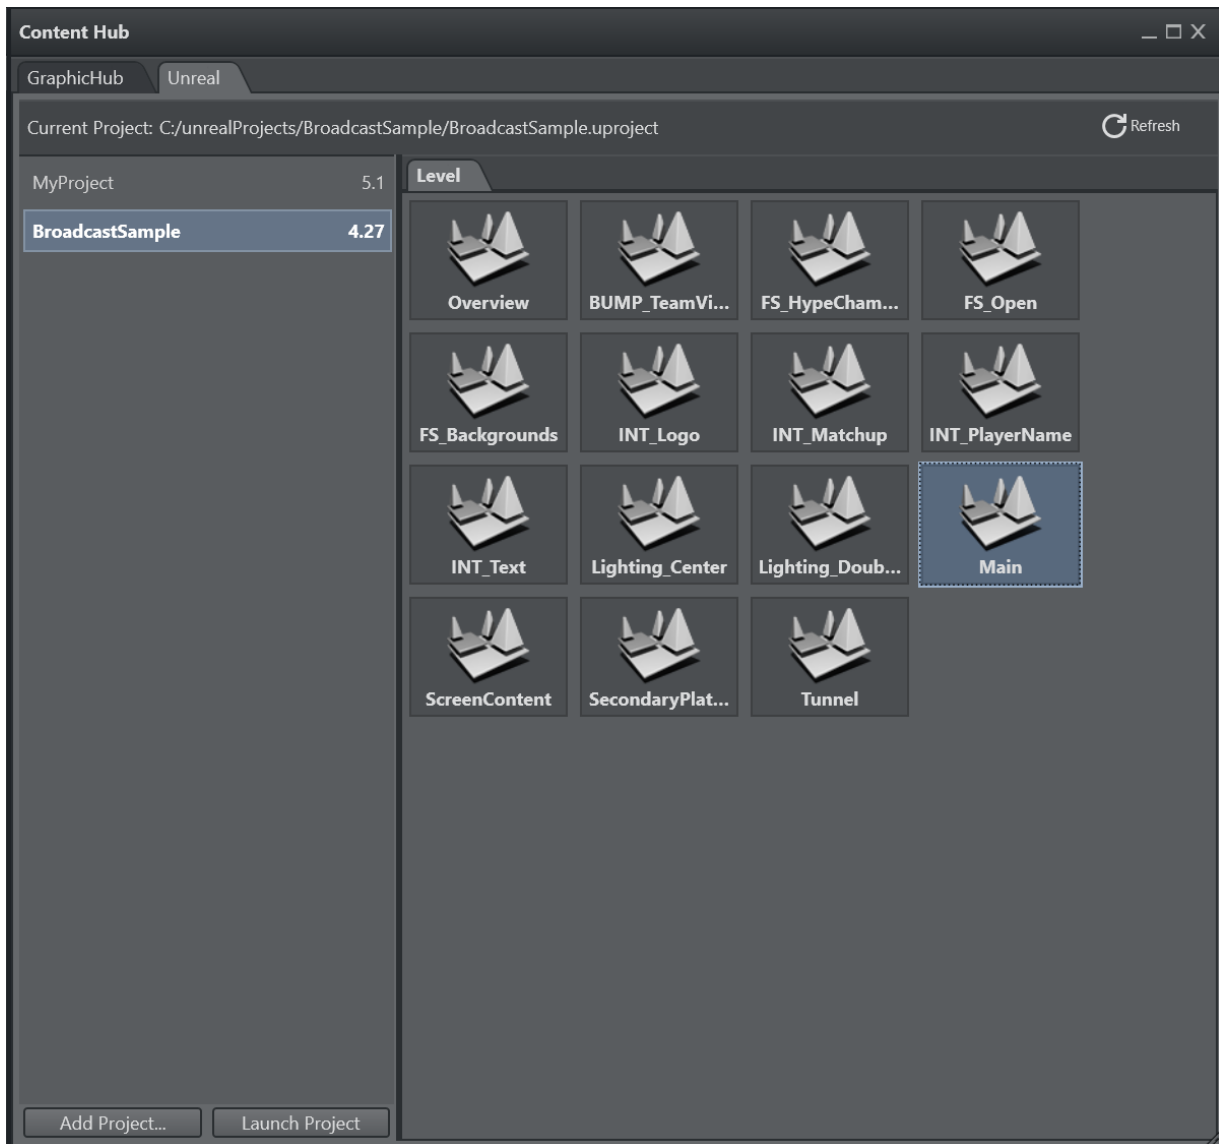 Content Hub
GraphicHub Unreal
Current Project: C:/unrealProjects/BroadcastSample/BroadcastSample.uproject Refresh
MyProject 5.1
BroadcastSample 4.27
Level
Overview BUMP_TeamVi... FS_HypeCham... FS_Open
FS_Backgrounds INT_Logo INT_Matchup INT_PlayerName
INT_Text Lighting_Center Lighting_Doub... Main
ScreenContent SecondaryPlat... Tunnel
Add Project... Launch Project